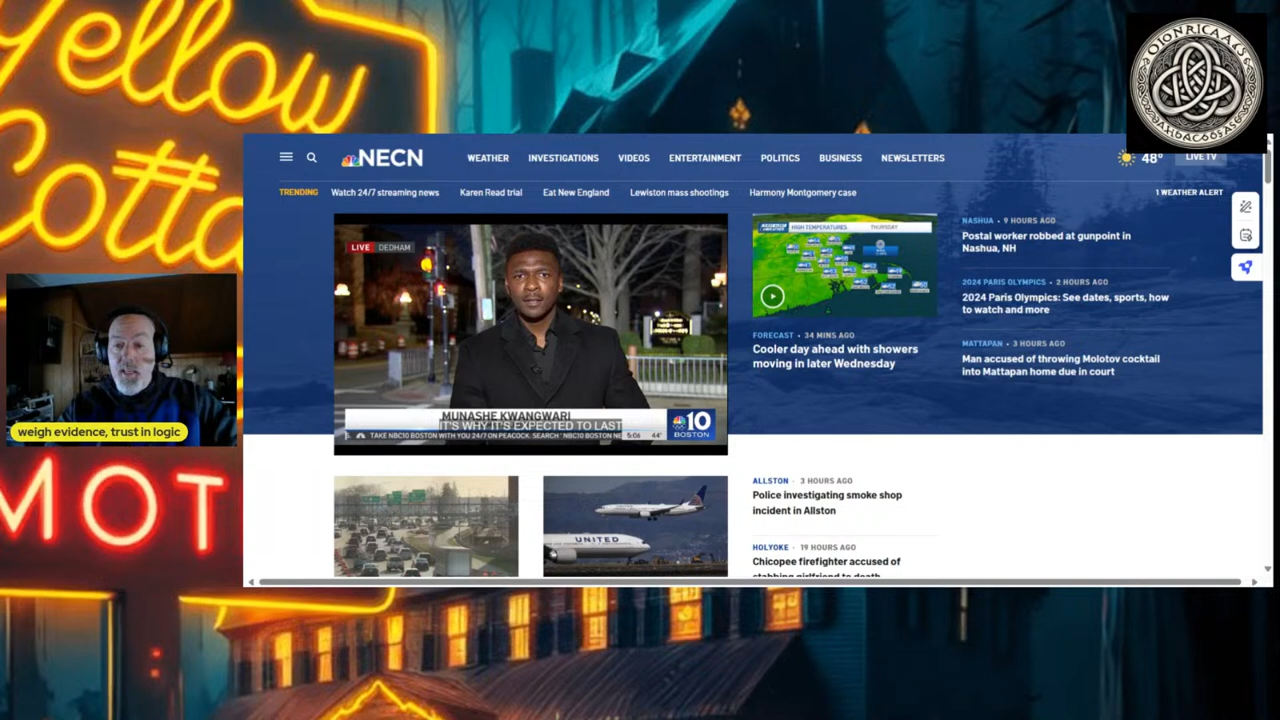 Yellow
Cotta
MOT
NECN
WEATHER INVESTIGATIONS VIDEOS ENTERTAINMENT POLITICS BUSINESS NEWSLETTERS
48°
LIVE TV
TRENDING Watch 24/7 streaming news Karen Read trial Eat New England Lewiston mass shootings Harmony Montgomery case
1 WEATHER ALERT
LIVE DEDHAM
MUNASHE KWANGWARI
IT'S WHY IT'S EXPECTED TO LAST
TAKE NBC10 BOSTON WITH YOU 24/7 ON PEACOCK. SEARCH "NBC10 BOSTON NE
5:06 44°
10
BOSTON
HIGH TEMPERATURES THURSDAY
FORECAST • 34 MINS AGO
Cooler day ahead with showers
moving in later Wednesday
NASHUA • 9 HOURS AGO
Postal worker robbed at gunpoint in
Nashua, NH
2024 PARIS OLYMPICS • 2 HOURS AGO
2024 Paris Olympics: See dates, sports, how
to watch and more
MATTAPAN • 3 HOURS AGO
Man accused of throwing Molotov cocktail
into Mattapan home due in court
weigh evidence, trust in logic
UNITED
ALLSTON · 3 HOURS AGO
Police investigating smoke shop
incident in Allston
HOLYOKE · 19 HOURS AGO
Chicopee firefighter accused of
stabbing girlfriend to death